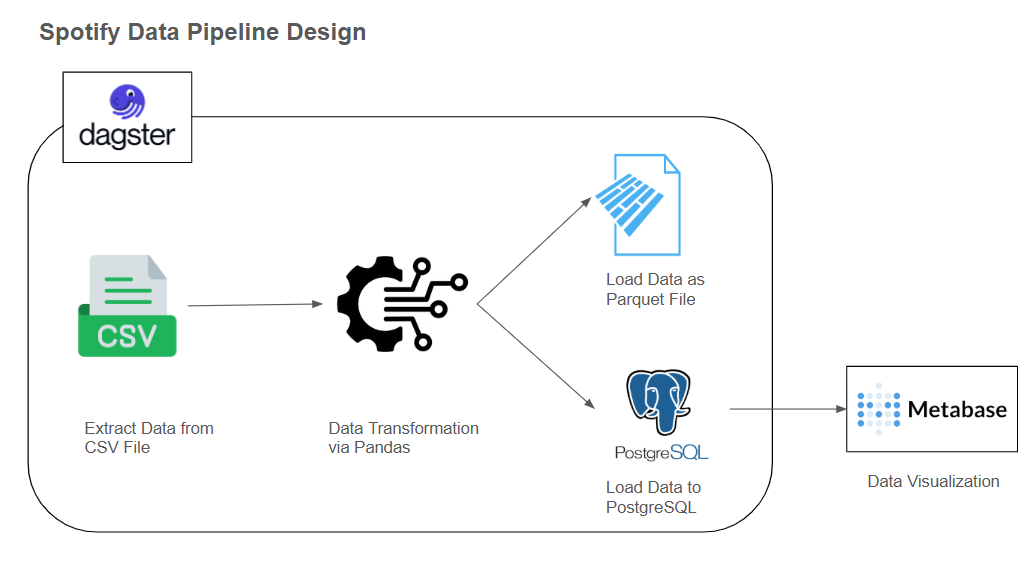 Spotify Data Pipeline Design
dagster
CSV
Extract Data from
CSV File
Data Transformation
via Pandas
Load Data as
Parquet File
PostgreSQL
Load Data to
PostgreSQL
Metabase
Data Visualization